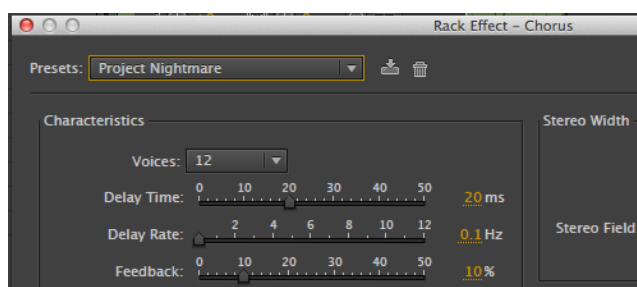 Rack Effect – Chorus
Presets: Project Nightmare
Characteristics
Stereo Width
Voices: 12
0 10 20 30 40 50
Delay Time: 20 ms
2 4 6 8 10 12
Delay Rate: 0.1 Hz
Stereo Field
0 10 20 30 40 50
Feedback: 10 %